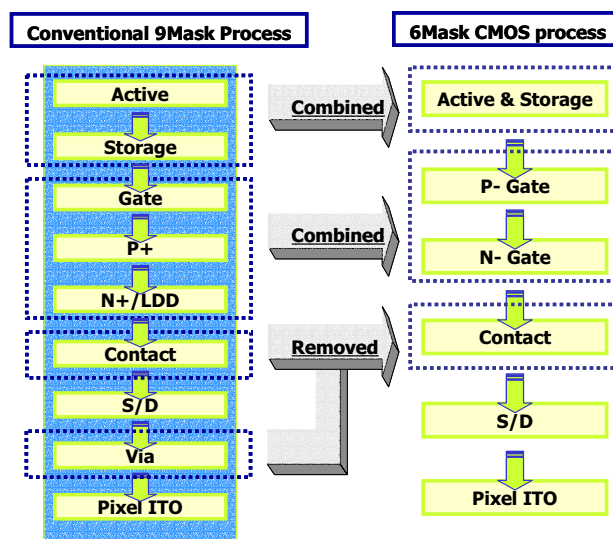 Conventional 9Mask Process
6Mask CMOS process
Active
Storage
Gate
P+
N+/LDD
Contact
S/D
Via
Pixel ITO
Combined
Combined
Removed
Active & Storage
P- Gate
N- Gate
Contact
S/D
Pixel ITO